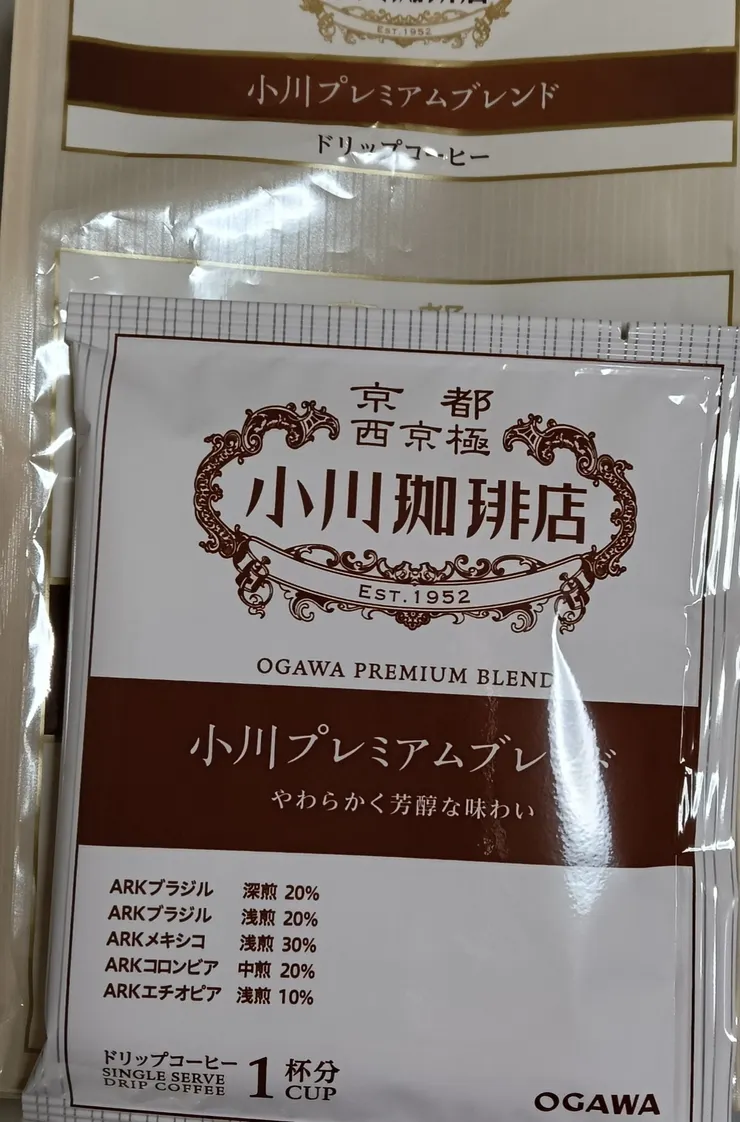 EST.1952
小川プレミアムブレンド
ドリップコーヒー
京都
西京極
小川珈琲店
EST.1952
OGAWA PREMIUM BLEND
小川プレミアムブレンド
やわらかく芳醇な味わい
ARKブラジル 深煎 20%
ARKブラジル 浅煎 20%
ARKメキシコ 浅煎 30%
ARKコロンビア 中煎 20%
ARKエチオピア 浅煎 10%
ドリップコーヒー
SINGLE SERVE
DRIP COFFEE
1杯分
CUP
OGAWA